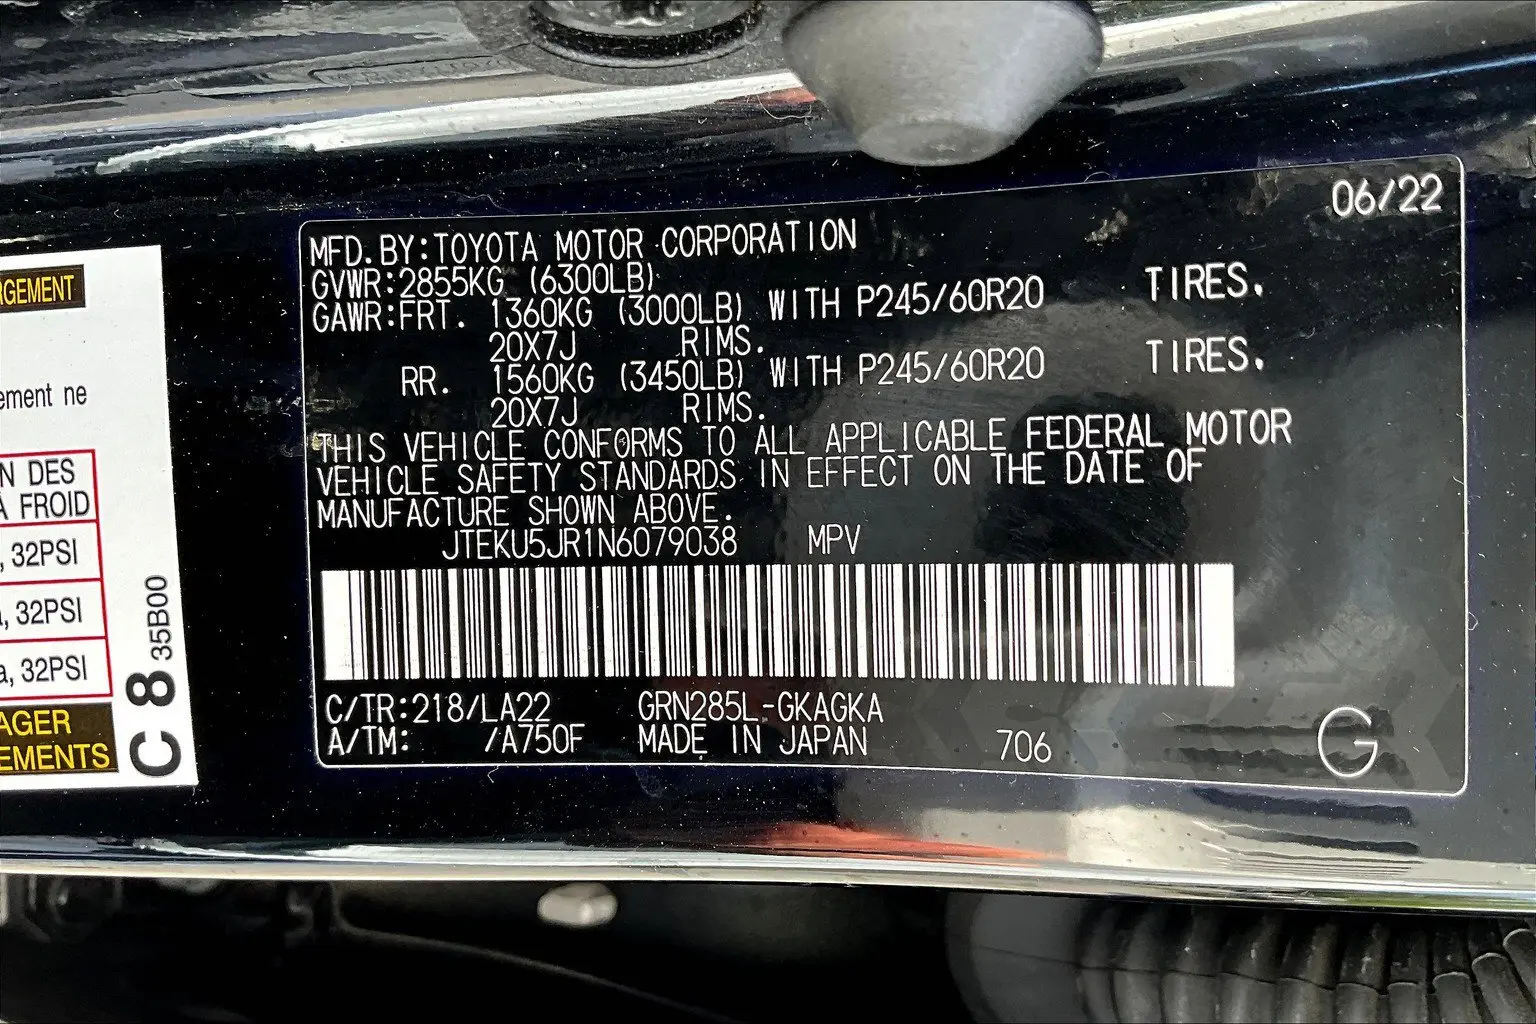 06/22
MFD.BY:TOYOTA MOTOR CORPORATION
GVWR:2855KG (6300LB)
GAWR:FRT. 1360KG (3000LB) WITH P245/60R20 TIRES.
20X7J RIMS.
RR. 1560KG (3450LB) WITH P245/60R20 TIRES.
20X7J RIMS.
THIS VEHICLE CONFORMS TO ALL APPLICABLE FEDERAL MOTOR
VEHICLE SAFETY STANDARDS IN EFFECT ON THE DATE OF
MANUFACTURE SHOWN ABOVE.
JTEKU5JR1N6079038 MPV
C/TR:218/LA22 GRN285L-GKAGKA
A/TM: /A750F MADE IN JAPAN 706 G
RGEMENT
ement ne
N DES
A FROID
, 32PSI
a, 32PSI
a, 32PSI
AGER
EMENTS
C 8 35B00